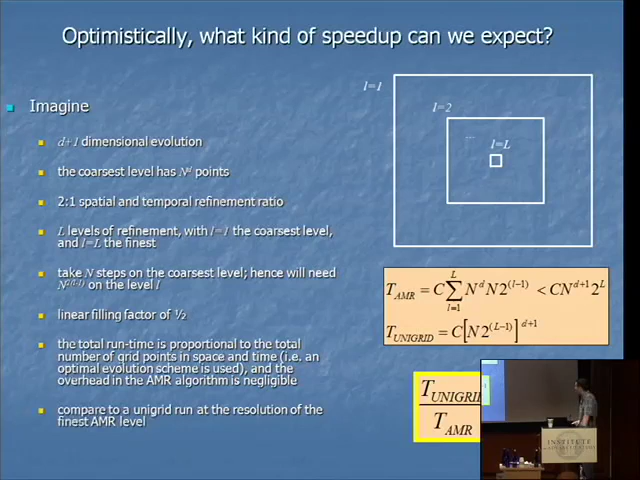 Optimistically, what kind of speedup can we expect?
Imagine
d+1 dimensional evolution
the coarsest level has N^d points
2:1 spatial and temporal refinement ratio
L levels of refinement, with l=1 the coarsest level,
and l=L the finest
take N steps on the coarsest level; hence will need
N^2(l-1) on the level l
linear filling factor of ½
the total run-time is proportional to the total
number of grid points in space and time (i.e. an
optimal evolution scheme is used), and the
overhead in the AMR algorithm is negligible
compare to a unigrid run at the resolution of the
finest AMR level
l=1
l=2
l=L
T_AMR = C∑_{l=1}^{L} N^d N 2^(l-1) < CN^{d+1} 2^L
T_UNIGRID = C[N 2^(L-1)]^{d+1}
T_UNIGRID
T_AMR
INSTITUTE